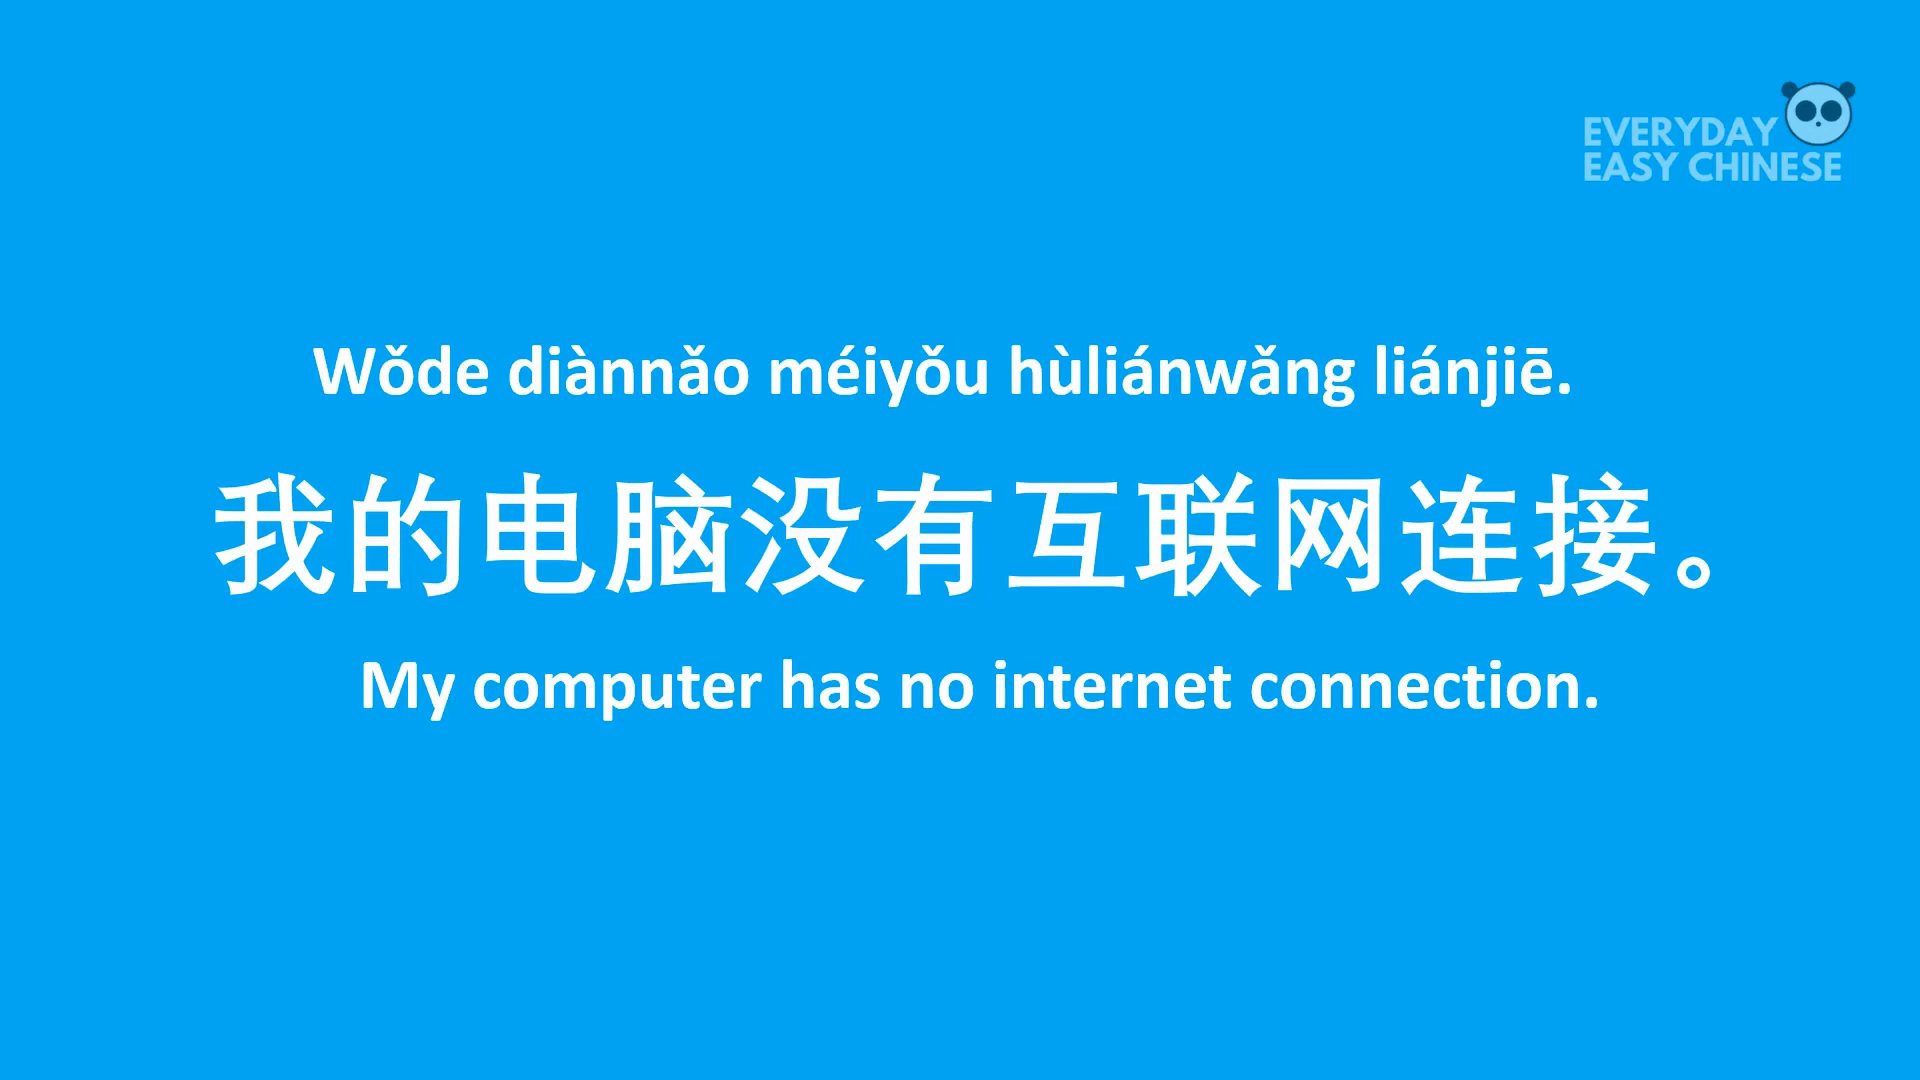 EVERYDAY
EASY CHINESE
Wǒde diànnǎo méiyǒu hùliánwǎng liánjiē.
我的电脑没有互联网连接。
My computer has no internet connection.